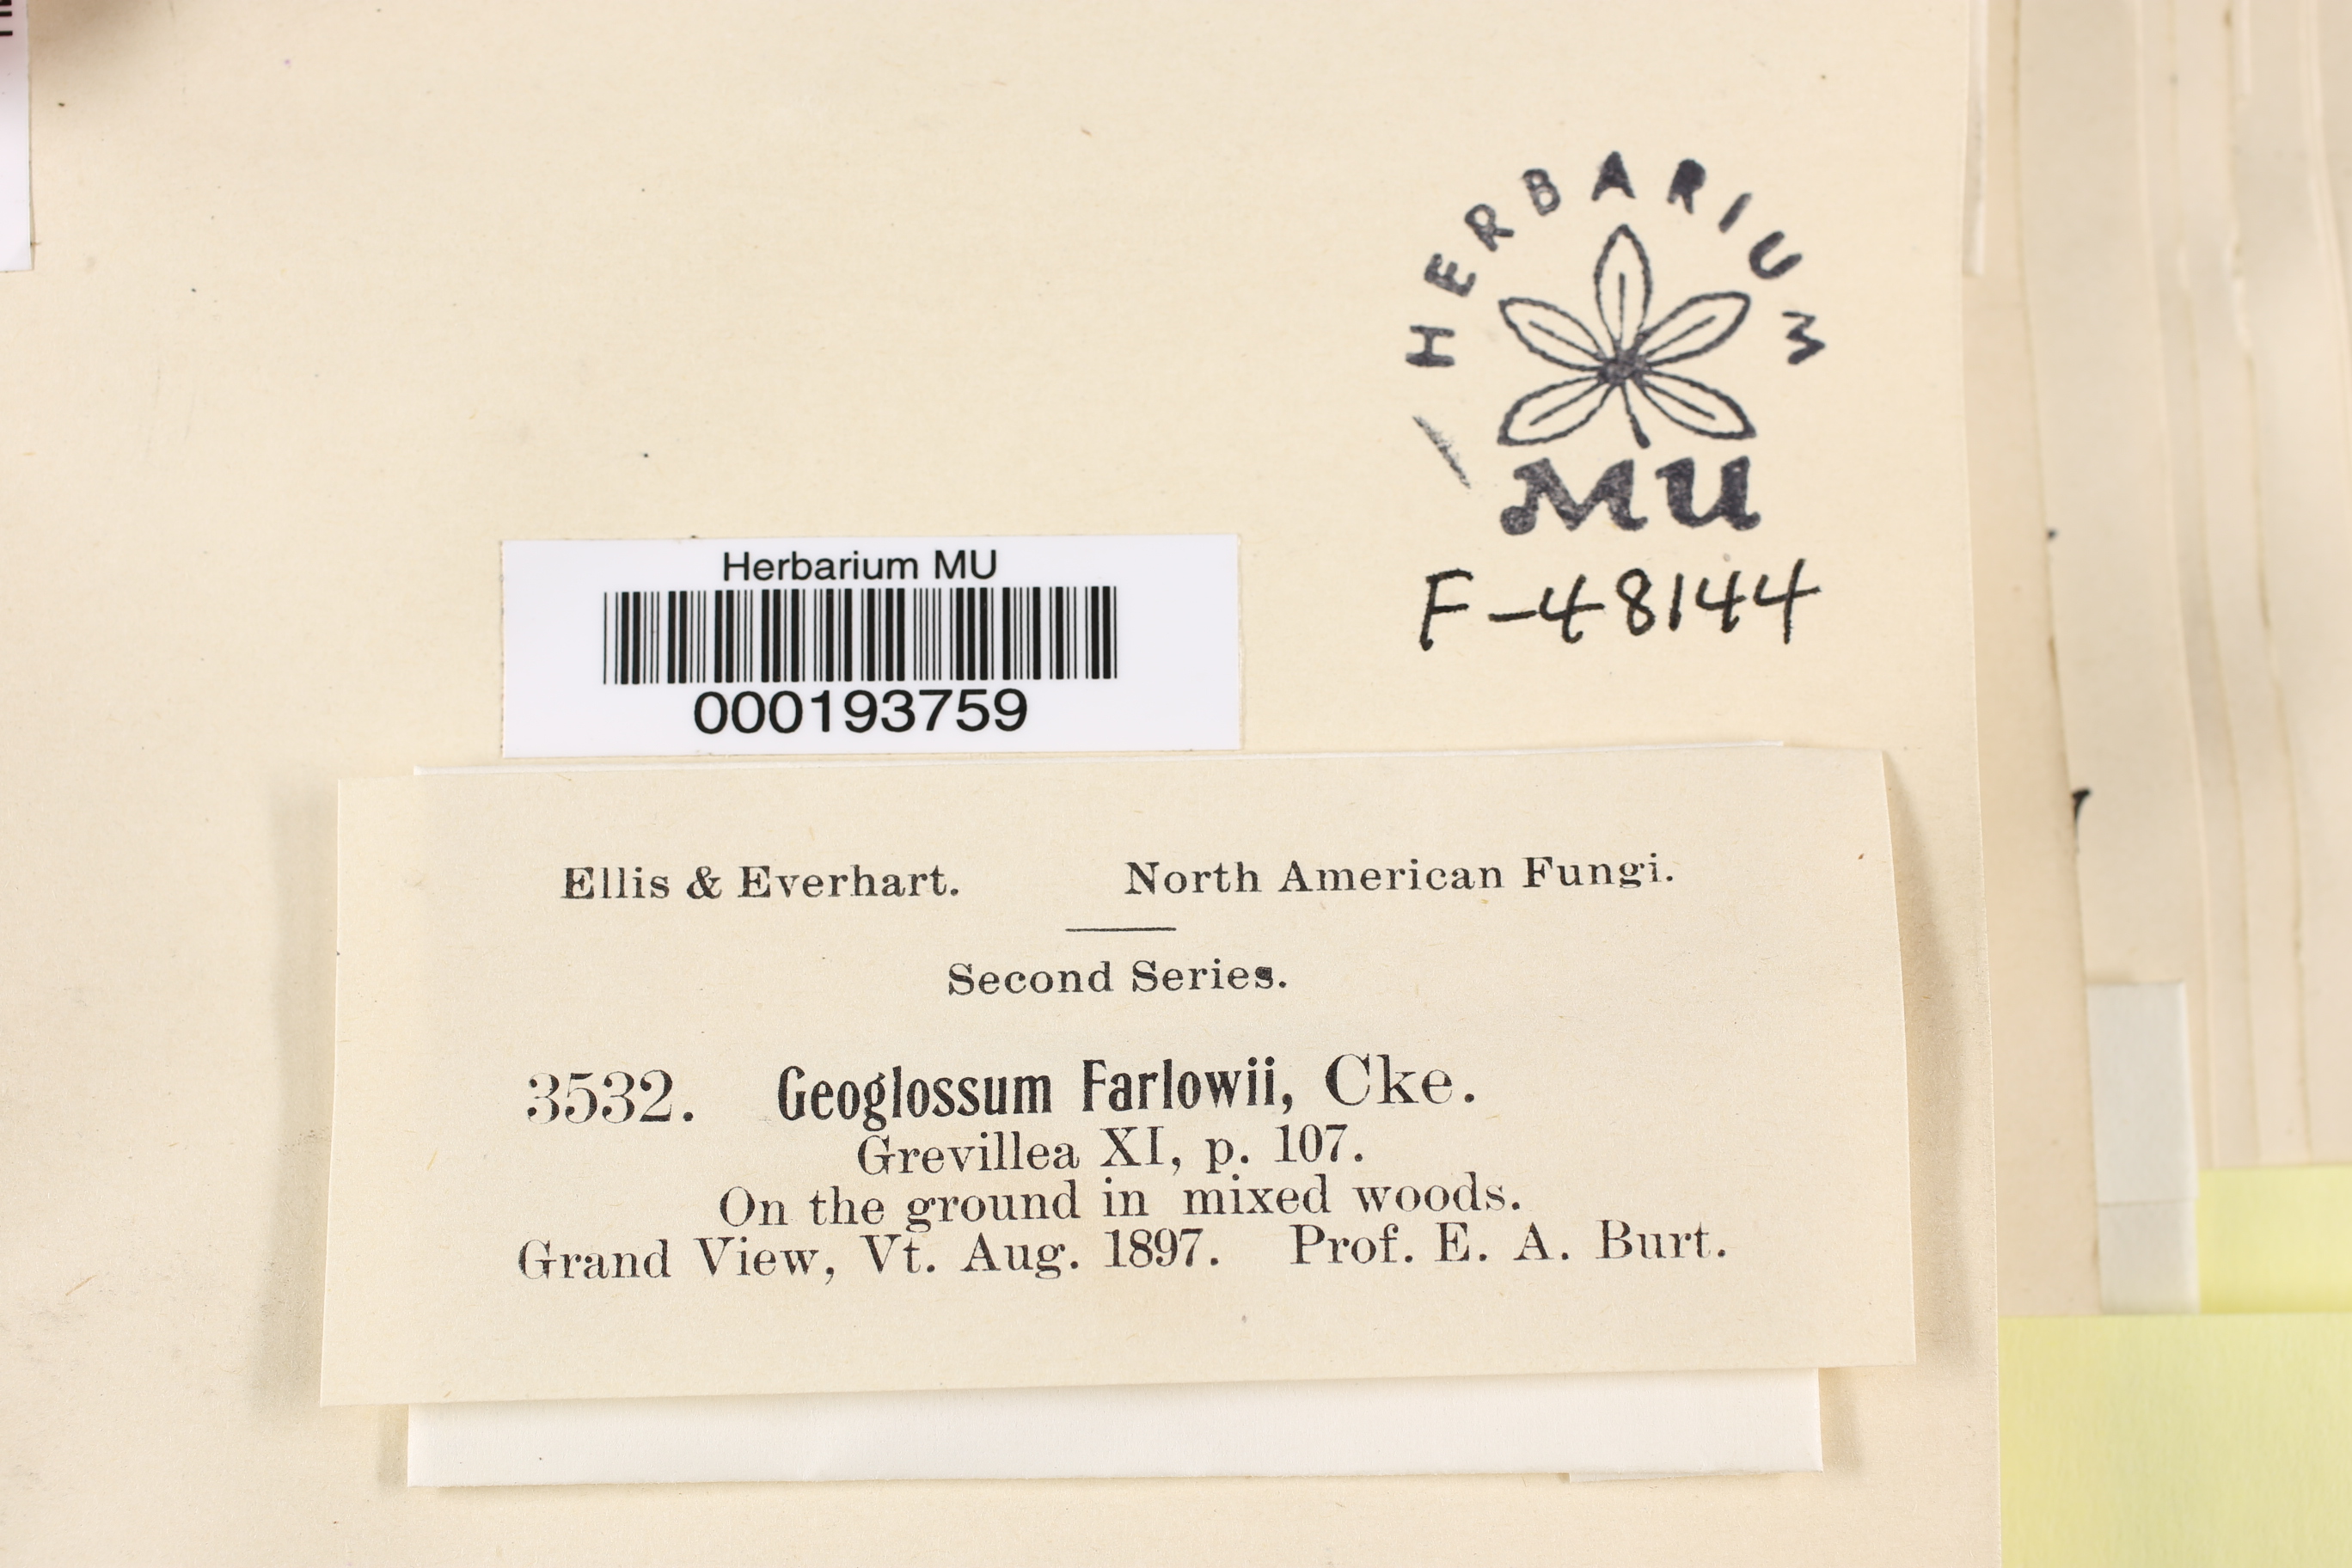 HERBARIUM
MU
F-48144
Herbarium MU
000193759
Ellis & Everhart. North American Fungi.
Second Series.
3532. Geoglossum Farlowii, Cke.
Grevillea XI, p. 107.
On the ground in mixed woods.
Grand View, Vt. Aug. 1897. Prof. E. A. Burt.